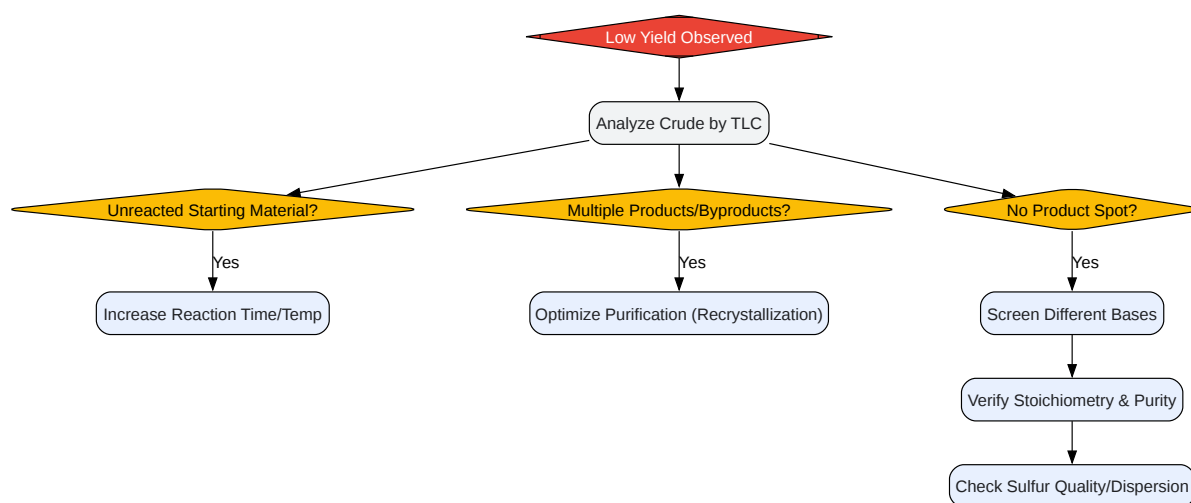 Low Yield Observed
Analyze Crude by TLC
Unreacted Starting Material?
Multiple Products/Byproducts?
No Product Spot?
Yes
Yes
Yes
Increase Reaction Time/Temp
Optimize Purification (Recrystallization)
Screen Different Bases
Verify Stoichiometry & Purity
Check Sulfur Quality/Dispersion